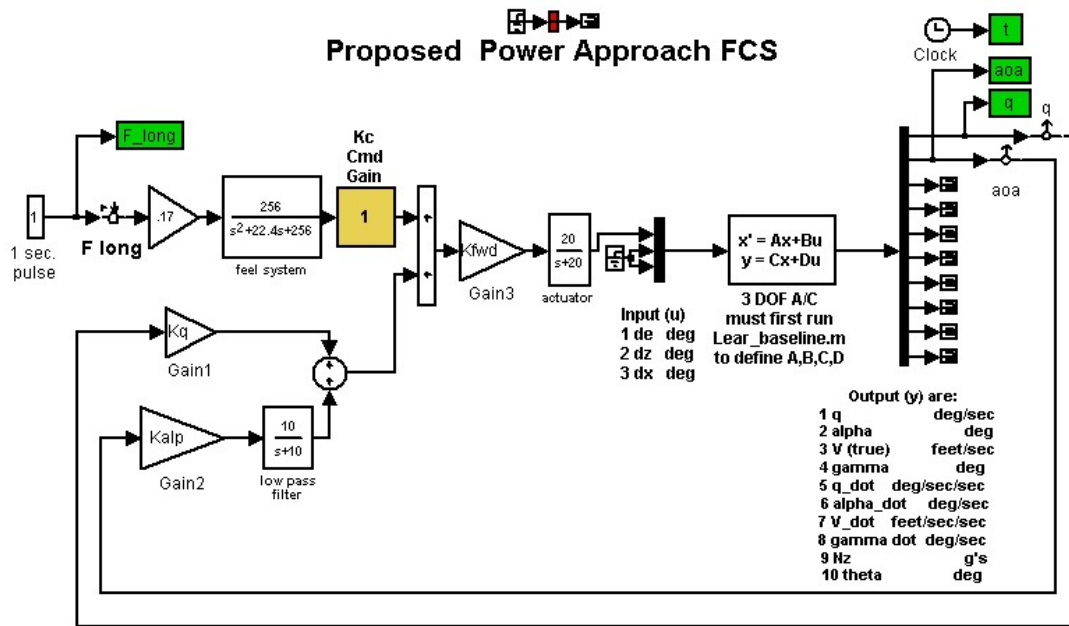 Proposed Power Approach FCS
t
Clock
aoa
q
q
aoa
F_long
Kc
Cmd
Gain
1
1 sec.
pulse
F long
.17
256
s²+22.4s+256
feel system
1
Kfwd
Gain3
20
s+20
actuator
x' = Ax+Bu
y = Cx+Du
3 DOF A/C
must first run
Lear_baseline.m
to define A,B,C,D
Input (u)
1 de deg
2 dz deg
3 dx deg
Kq
Gain1
Kalp
Gain2
10
s+10
low pass
filter
Output (y) are:
1 q deg/sec
2 alpha deg
3 V (true) feet/sec
4 gamma deg
5 q_dot deg/sec/sec
6 alpha_dot deg/sec
7 V_dot feet/sec/sec
8 gamma dot deg/sec
9 Nz g's
10 theta deg